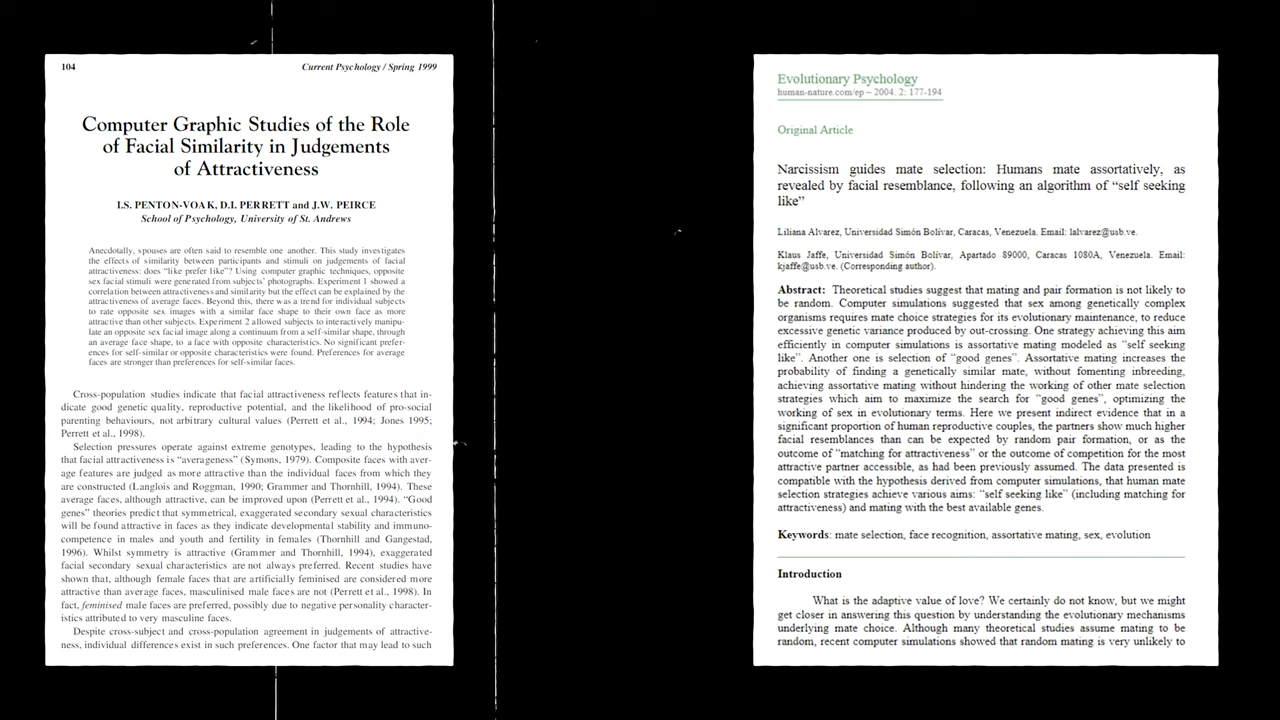 104
Current Psychology / Spring 1999
Computer Graphic Studies of the Role
of Facial Similarity in Judgements
of Attractiveness
I.S. PENTON-VOAK, D.I. PERRETT and J.W. PEIRCE
School of Psychology, University of St. Andrews
Anecdotally, spouses are often said to resemble one another. This study investigates
the effects of similarity between participants and stimuli on judgements of facial
attractiveness: does “like prefer like”? Using computer graphic techniques, opposite
sex facial stimuli were generated from subjects' photographs. Experiment 1 showed a
correlation between attractiveness and similarity but the effect can be explained by the
attractiveness of average faces. Beyond this, there was a trend for individual subjects
to rate opposite sex images with a similar face shape to their own face as more
attractive than other subjects. Experiment 2 allowed subjects to interactively manipu-
late an opposite sex facial image along a continuum from a self-similar shape, through
an average face shape, to a face with opposite characteristics. No significant prefer-
ences for self-similar or opposite characteristics were found. Preferences for average
faces are stronger than preferences for self-similar faces.
Cross-population studies indicate that facial attractiveness reflects features that in-
dicate good genetic quality, reproductive potential, and the likelihood of pro-social
parenting behaviours, not arbitrary cultural values (Perrett et al., 1994; Jones 1995;
Perrett et al., 1998).
Selection pressures operate against extreme genotypes, leading to the hypothesis
that facial attractiveness is “averageness” (Symons, 1979). Composite faces with aver-
age features are judged as more attractive than the individual faces from which they
are constructed (Langlois and Roggman, 1990; Grammer and Thornhill, 1994). These
average faces, although attractive, can be improved upon (Perrett et al., 1994). “Good
genes” theories predict that symmetrical, exaggerated secondary sexual characteristics
will be found attractive in faces as they indicate developmental stability and immuno-
competence in males and youth and fertility in females (Thornhill and Gangestad,
1996). Whilst symmetry is attractive (Grammer and Thornhill, 1994), exaggerated
facial secondary sexual characteristics are not always preferred. Recent studies have
shown that, although female faces that are artificially feminised are considered more
attractive than average faces, masculinised male faces are not (Perrett et al., 1998). In
fact, feminised male faces are preferred, possibly due to negative personality character-
istics attributed to very masculine faces.
Despite cross-subject and cross-population agreement in judgements of attractive-
ness, individual differences exist in such preferences. One factor that may lead to such
Evolutionary Psychology
human-nature.com/ep – 2004. 2: 177-194
Original Article
Narcissism guides mate selection: Humans mate assortatively, as
revealed by facial resemblance, following an algorithm of “self seeking
like”
Liliana Alvarez, Universidad Simón Bolívar, Caracas, Venezuela. Email: lalvarez@usb.ve.
Klaus Jaffe, Universidad Simón Bolívar, Apartado 89000, Caracas 1080A, Venezuela. Email:
kjaffe@usb.ve. (Corresponding author).
Abstract: Theoretical studies suggest that mating and pair formation is not likely to
be random. Computer simulations suggested that sex among genetically complex
organisms requires mate choice strategies for its evolutionary maintenance, to reduce
excessive genetic variance produced by out-crossing. One strategy achieving this aim
efficiently in computer simulations is assortative mating modeled as “self seeking
like”. Another one is selection of “good genes”. Assortative mating increases the
probability of finding a genetically similar mate, without fomenting inbreeding,
achieving assortative mating without hindering the working of other mate selection
strategies which aim to maximize the search for “good genes”, optimizing the
working of sex in evolutionary terms. Here we present indirect evidence that in a
significant proportion of human reproductive couples, the partners show much higher
facial resemblances than can be expected by random pair formation, or as the
outcome of “matching for attractiveness” or the outcome of competition for the most
attractive partner accessible, as had been previously assumed. The data presented is
compatible with the hypothesis derived from computer simulations, that human mate
selection strategies achieve various aims: “self seeking like” (including matching for
attractiveness) and mating with the best available genes.
Keywords: mate selection, face recognition, assortative mating, sex, evolution
Introduction
What is the adaptive value of love? We certainly do not know, but we might
get closer in answering this question by understanding the evolutionary mechanisms
underlying mate choice. Although many theoretical studies assume mating to be
random, recent computer simulations showed that random mating is very unlikely to